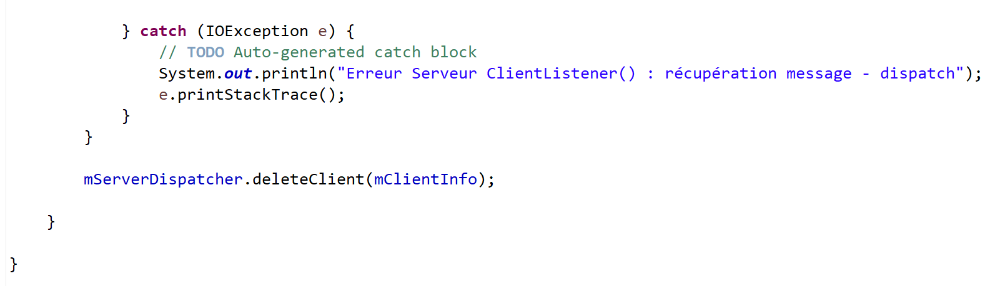 } catch (IOException e) {
// TODO Auto-generated catch block
System.out.println("Erreur Serveur ClientListener() : récupération message - dispatch");
e.printStackTrace();
}
}
mServerDispatcher.deleteClient(mClientInfo);
}
}